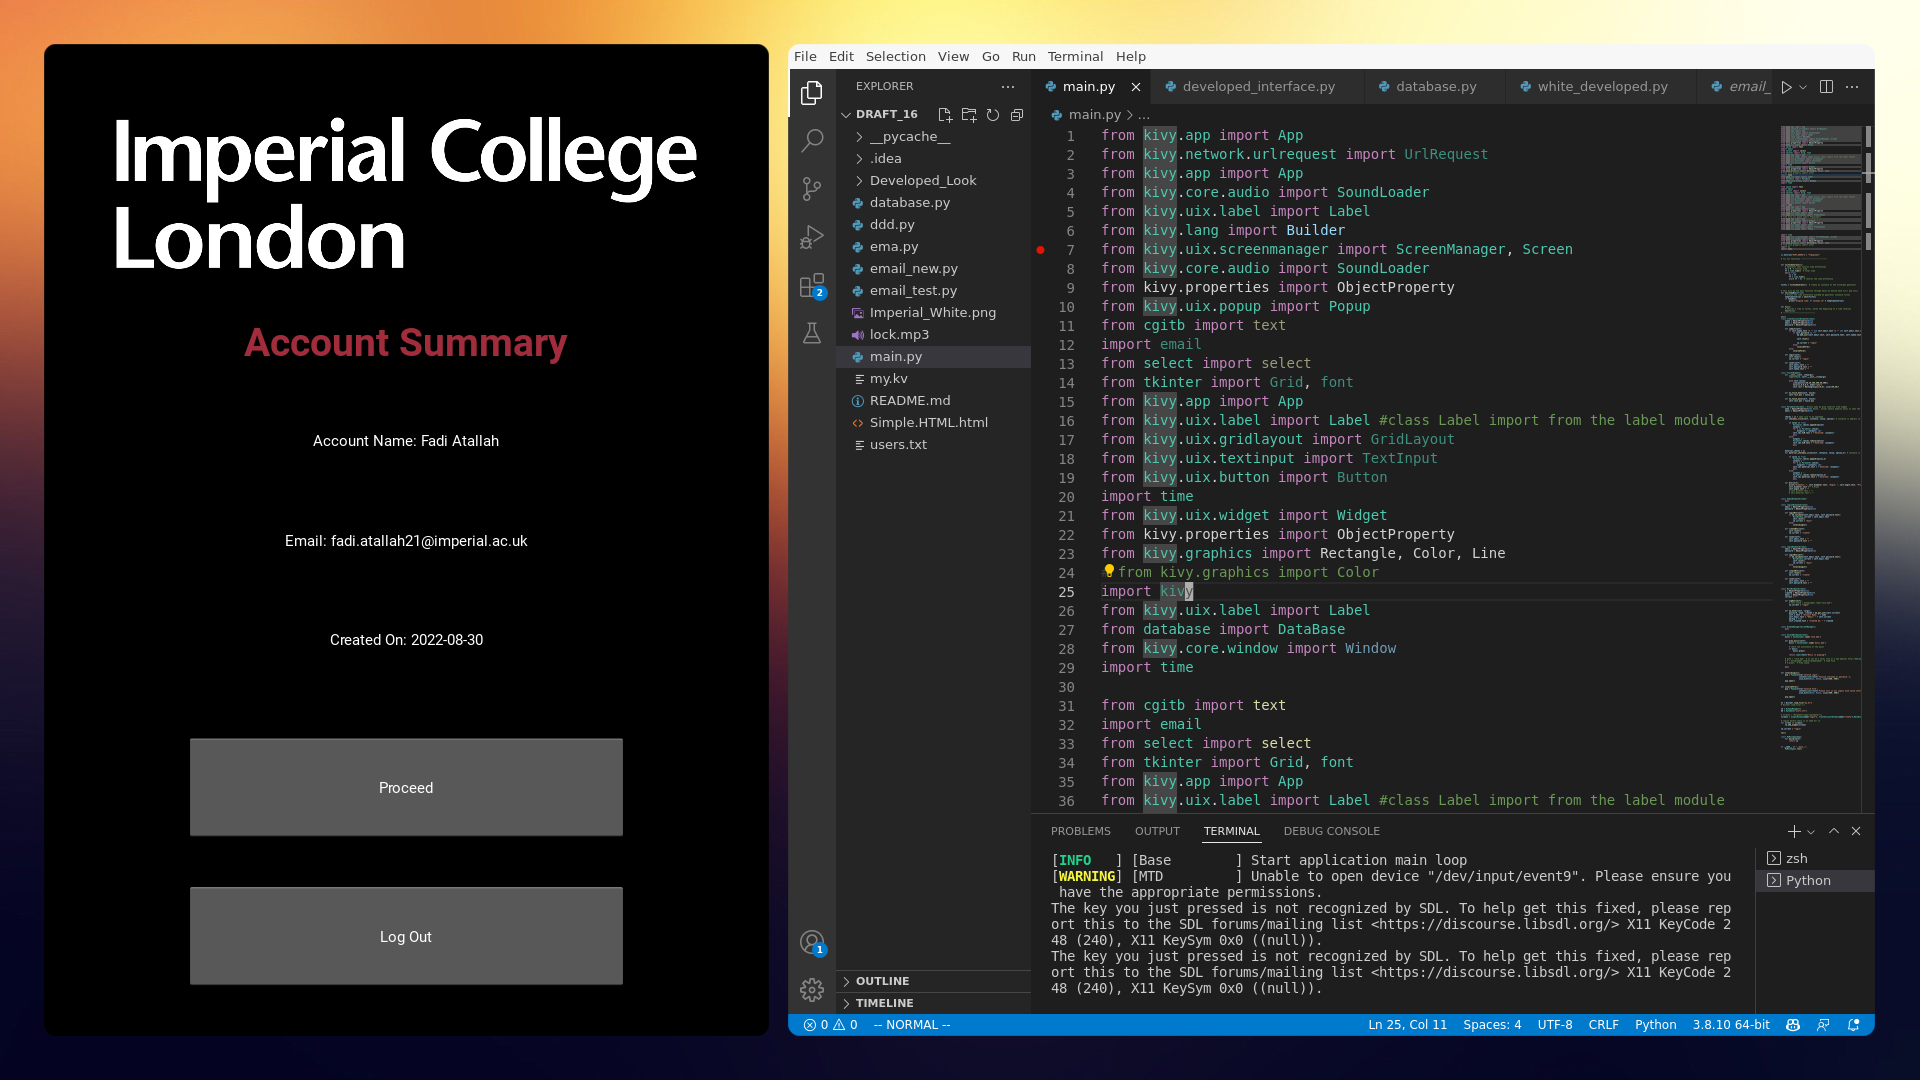 Imperial College
London
Account Summary
Account Name: Fadi Atallah
Email: fadi.atallah21@imperial.ac.uk
Created On: 2022-08-30
Proceed
Log Out
File Edit Selection View Go Run Terminal Help
EXPLORER
DRAFT_16
__pycache__
.idea
Developed_Look
database.py
ddd.py
ema.py
email_new.py
email_test.py
Imperial_White.png
lock.mp3
main.py
my.kv
README.md
Simple.HTML.html
users.txt
OUTLINE
TIMELINE
2
1
main.py developed_interface.py database.py white_developed.py email_
main.py > ...
1 from kivy.app import App
2 from kivy.network.urlrequest import UrlRequest
3 from kivy.app import App
4 from kivy.core.audio import SoundLoader
5 from kivy.uix.label import Label
6 from kivy.lang import Builder
7 from kivy.uix.screenmanager import ScreenManager, Screen
8 from kivy.core.audio import SoundLoader
9 from kivy.properties import ObjectProperty
10 from kivy.uix.popup import Popup
11 from cgitb import text
12 import email
13 from select import select
14 from tkinter import Grid, font
15 from kivy.app import App
16 from kivy.uix.label import Label #class Label import from the label module
17 from kivy.uix.gridlayout import GridLayout
18 from kivy.uix.textinput import TextInput
19 from kivy.uix.button import Button
20 import time
21 from kivy.uix.widget import Widget
22 from kivy.properties import ObjectProperty
23 from kivy.graphics import Rectangle, Color, Line
24 from kivy.graphics import Color
25 import kivy
26 from kivy.uix.label import Label
27 from database import DataBase
28 from kivy.core.window import Window
29 import time
30
31 from cgitb import text
32 import email
33 from select import select
34 from tkinter import Grid, font
35 from kivy.app import App
36 from kivy.uix.label import Label #class Label import from the label module
PROBLEMS OUTPUT TERMINAL DEBUG CONSOLE
[INFO   ] [Base        ] Start application main loop
[WARNING] [MTD         ] Unable to open device "/dev/input/event9". Please ensure you
have the appropriate permissions.
The key you just pressed is not recognized by SDL. To help get this fixed, please rep
ort this to the SDL forums/mailing list <https://discourse.libsdl.org/> X11 KeyCode 2
48 (240), X11 KeySym 0x0 ((null)).
The key you just pressed is not recognized by SDL. To help get this fixed, please rep
ort this to the SDL forums/mailing list <https://discourse.libsdl.org/> X11 KeyCode 2
48 (240), X11 KeySym 0x0 ((null)).
zsh
Python
0 0 -- NORMAL -- Ln 25, Col 11 Spaces: 4 UTF-8 CRLF Python 3.8.10 64-bit